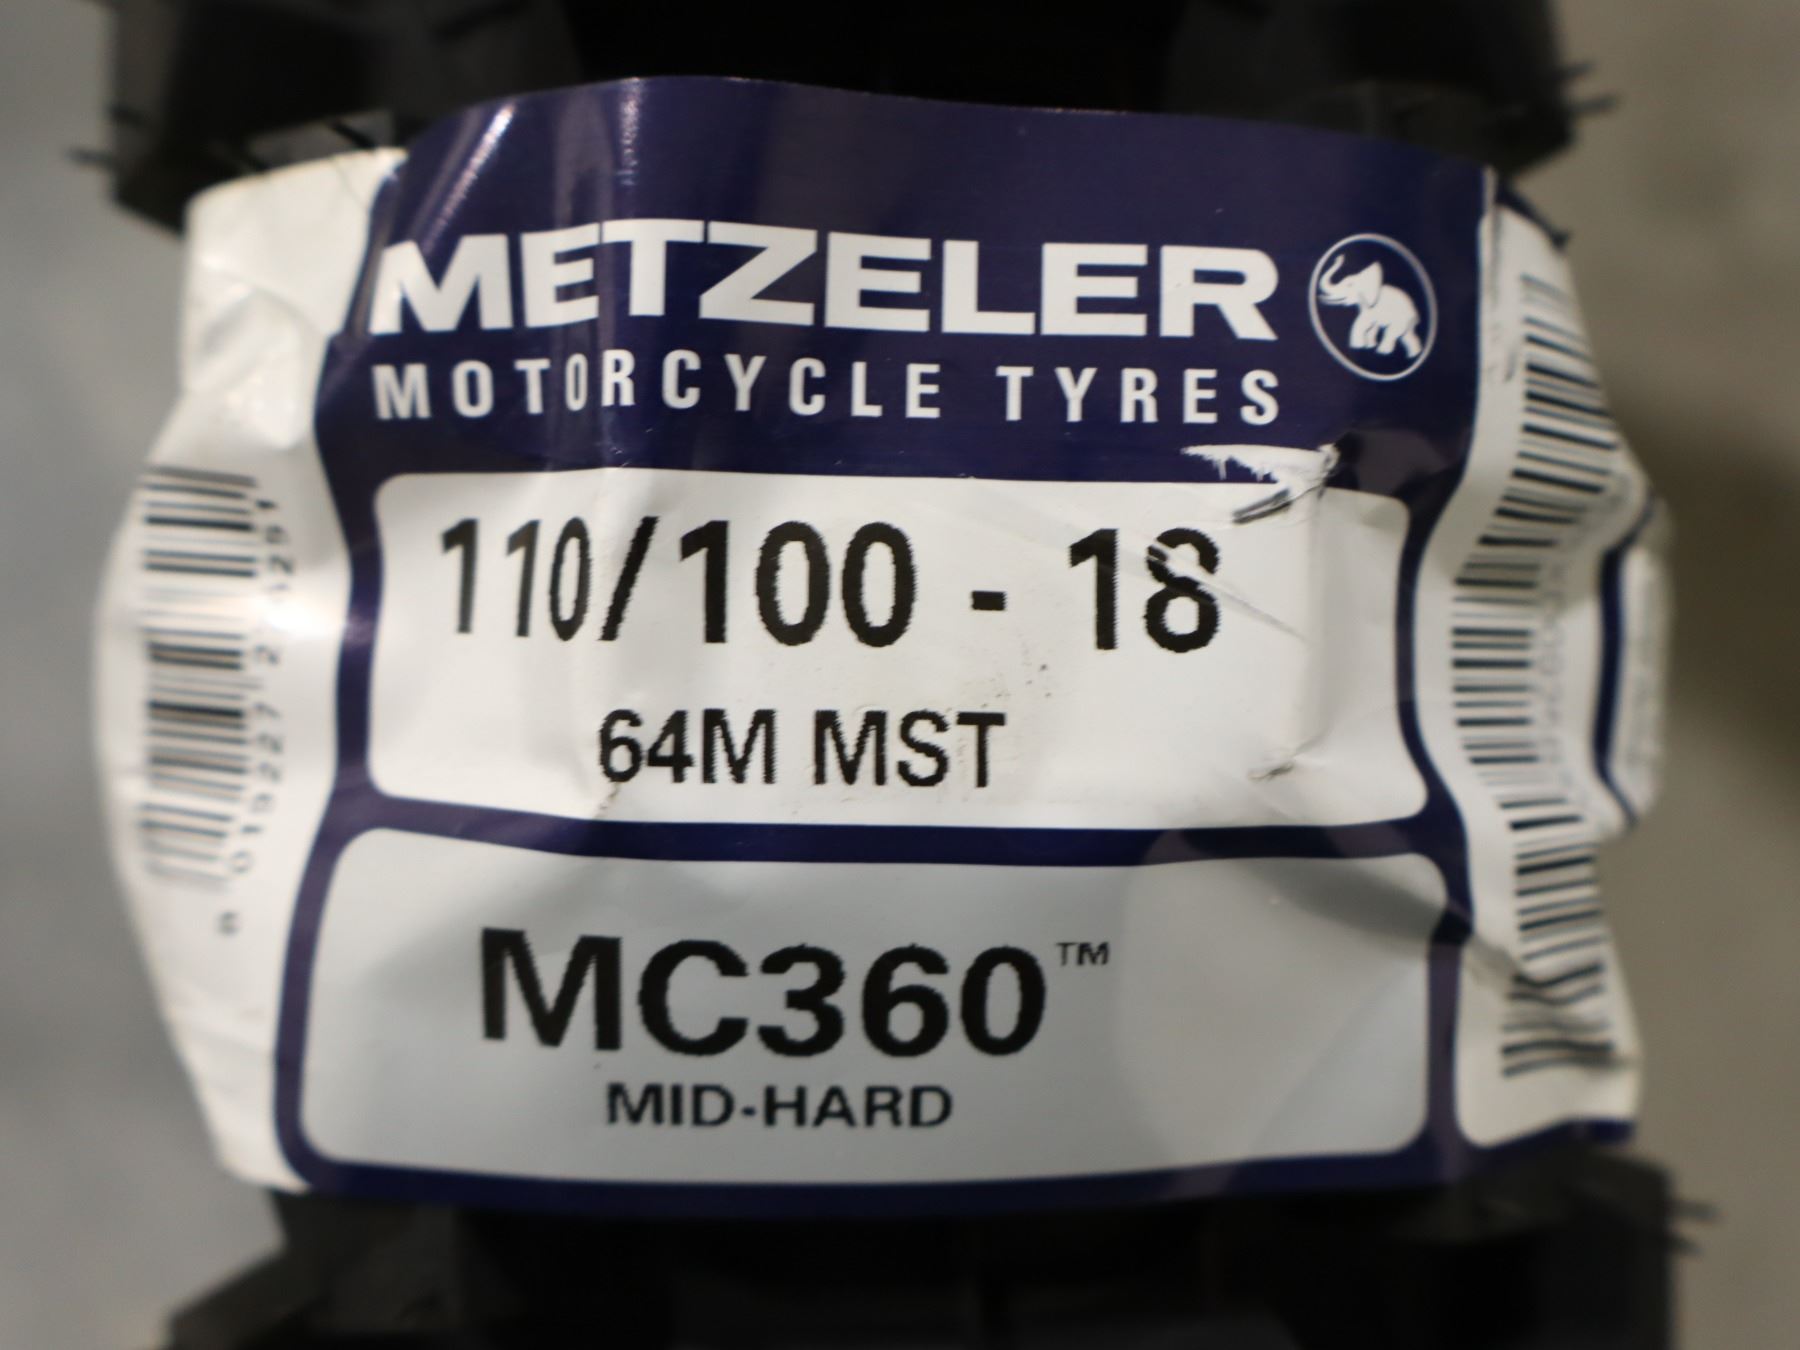 METZELER
MOTORCYCLE TYRES
110/100 - 18
64M MST
MC360™
MID-HARD